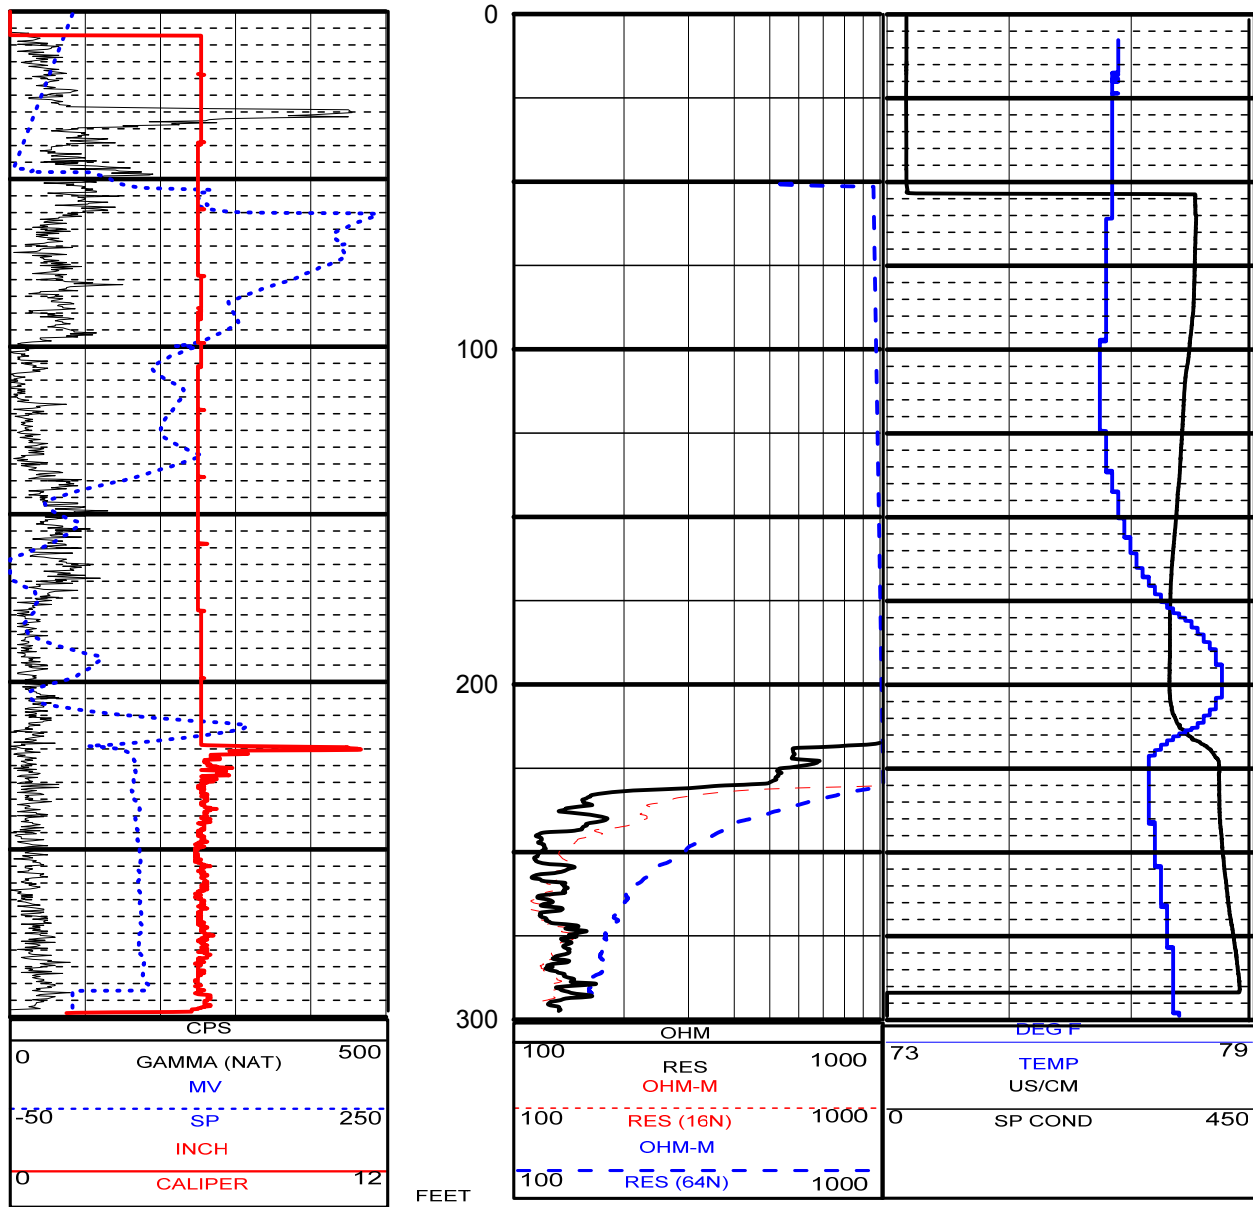 0
100
200
300
CPS
0 500
GAMMA (NAT)
MV
-50 250
SP
INCH
0 12
CALIPER
FEET
OHM
100 1000
RES
OHM-M
100 1000
RES (16N)
OHM-M
100 1000
RES (64N)
DEG F
73 79
TEMP
US/CM
0 450
SP COND